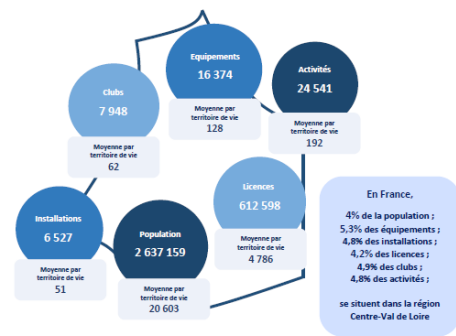 Equipements
16 374
Moyenne par
territoire de vie
128
Activités
24 541
Moyenne par
territoire de vie
192
Clubs
7 948
Moyenne par
territoire de vie
62
Licences
612 598
Moyenne par
territoire de vie
4 786
Installations
6 527
Moyenne par
territoire de vie
51
Population
2 637 159
Moyenne par
territoire de vie
20 603
En France,
4% de la population ;
5,3% des équipements ;
4,8% des installations ;
4,2% des licences ;
4,9% des clubs ;
4,8% des activités ;
se situent dans la région
Centre-Val de Loire